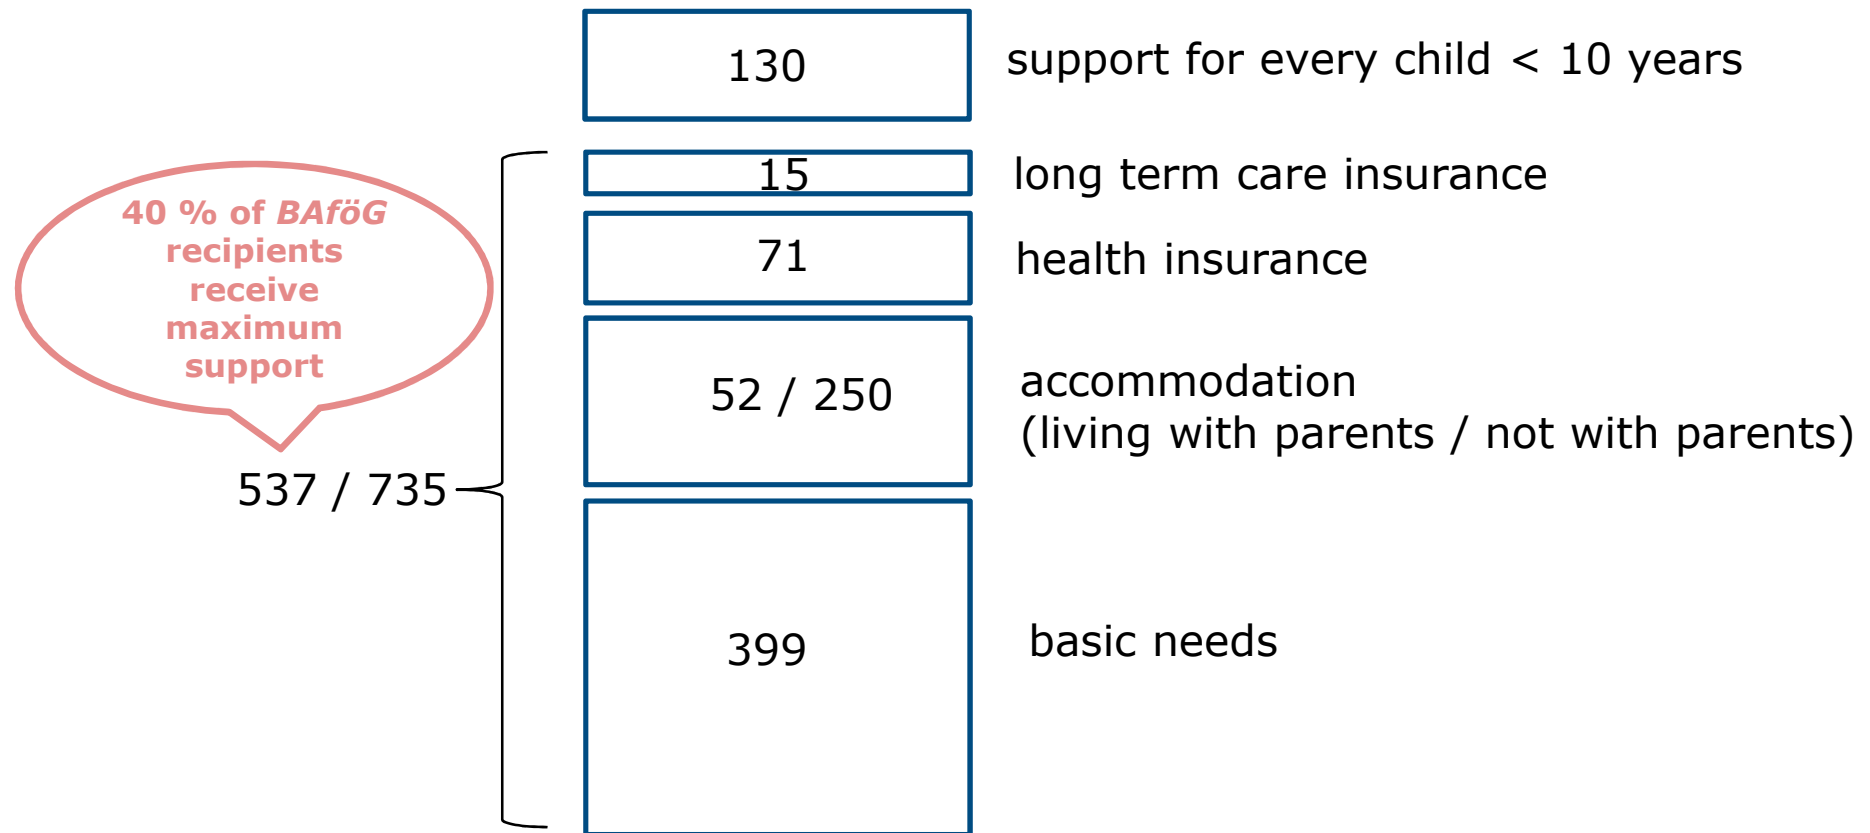 130
support for every child < 10 years
15
long term care insurance
40 % of BAföG
recipients
receive
maximum
support
71
health insurance
52 / 250
accommodation
(living with parents / not with parents)
537 / 735
399
basic needs